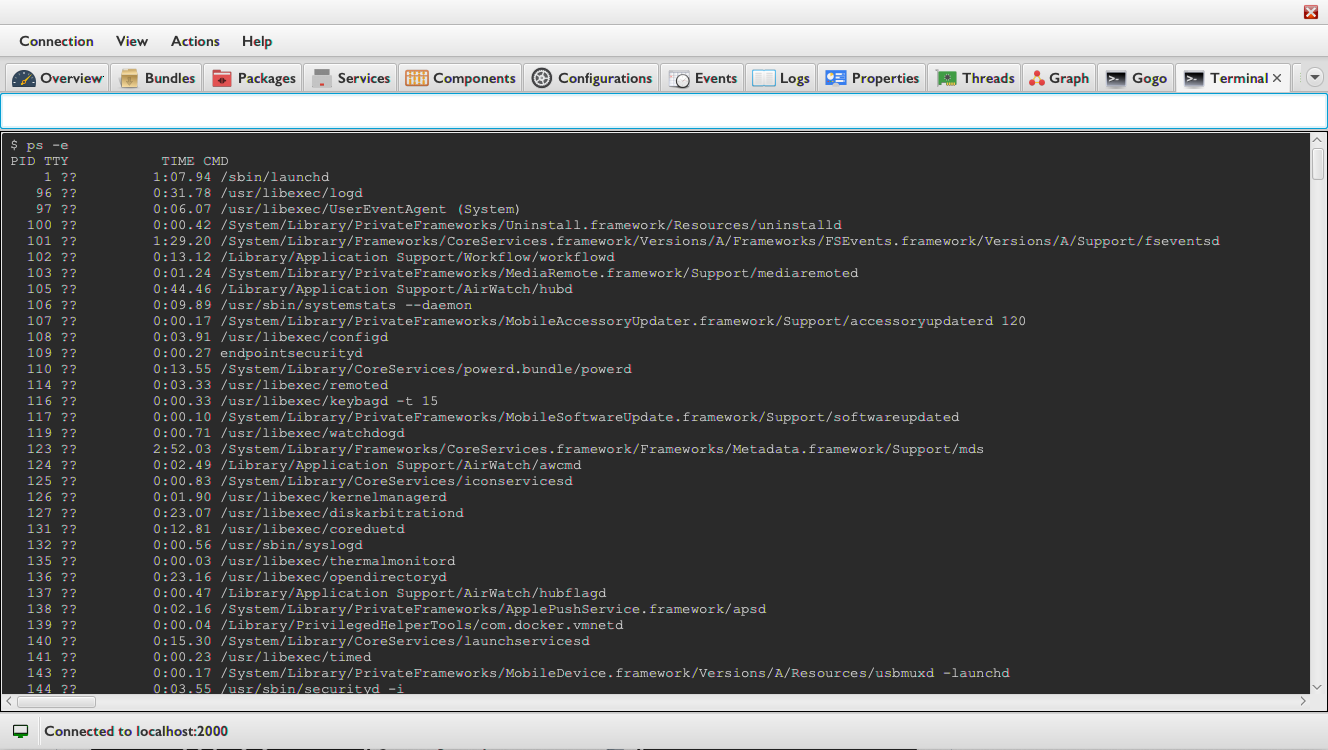 Connection View Actions Help
Overview Bundles Packages Services Components Configurations Events Logs Properties Threads Graph Gogo Terminal
$ ps -e
PID TTY TIME CMD
1 ?? 1:07.94 /sbin/launchd
96 ?? 0:31.78 /usr/libexec/logd
97 ?? 0:06.07 /usr/libexec/UserEventAgent (System)
100 ?? 0:00.42 /System/Library/PrivateFrameworks/Uninstall.framework/Resources/uninstalld
101 ?? 1:29.20 /System/Library/Frameworks/CoreServices.framework/Versions/A/Frameworks/FSEvents.framework/Versions/A/Support/fseventsd
102 ?? 0:13.12 /Library/Application Support/Workflow/workflowd
103 ?? 0:01.24 /System/Library/PrivateFrameworks/MediaRemote.framework/Support/mediaremoted
105 ?? 0:44.46 /Library/Application Support/AirWatch/hubd
106 ?? 0:09.89 /usr/sbin/systemstats --daemon
107 ?? 0:00.17 /System/Library/PrivateFrameworks/MobileAccessoryUpdater.framework/Support/accessoryupdaterd 120
108 ?? 0:03.91 /usr/libexec/configd
109 ?? 0:00.27 endpointsecurityd
110 ?? 0:13.55 /System/Library/CoreServices/powerd.bundle/powerd
114 ?? 0:03.33 /usr/libexec/remoted
116 ?? 0:00.33 /usr/libexec/keybagd -t 15
117 ?? 0:00.10 /System/Library/PrivateFrameworks/MobileSoftwareUpdate.framework/Support/softwareupdated
119 ?? 0:00.71 /usr/libexec/watchdogd
123 ?? 2:52.03 /System/Library/Frameworks/CoreServices.framework/Frameworks/Metadata.framework/Support/mds
124 ?? 0:02.49 /Library/Application Support/AirWatch/awcmd
125 ?? 0:00.83 /System/Library/CoreServices/iconservicesd
126 ?? 0:01.90 /usr/libexec/kernelmanagerd
127 ?? 0:23.07 /usr/libexec/diskarbitrationd
131 ?? 0:12.81 /usr/libexec/coreduetd
132 ?? 0:00.56 /usr/sbin/syslogd
135 ?? 0:00.03 /usr/libexec/thermalmonitord
136 ?? 0:23.16 /usr/libexec/opendirectoryd
137 ?? 0:00.47 /Library/Application Support/AirWatch/hubflagd
138 ?? 0:02.16 /System/Library/PrivateFrameworks/ApplePushService.framework/apsd
139 ?? 0:00.04 /Library/PrivilegedHelperTools/com.docker.vmnetd
140 ?? 0:15.30 /System/Library/CoreServices/launchservicesd
141 ?? 0:00.23 /usr/libexec/timed
143 ?? 0:00.17 /System/Library/PrivateFrameworks/MobileDevice.framework/Versions/A/Resources/usbmuxd -launchd
144 ?? 0:03.55 /usr/sbin/securityd -i
Connected to localhost:2000